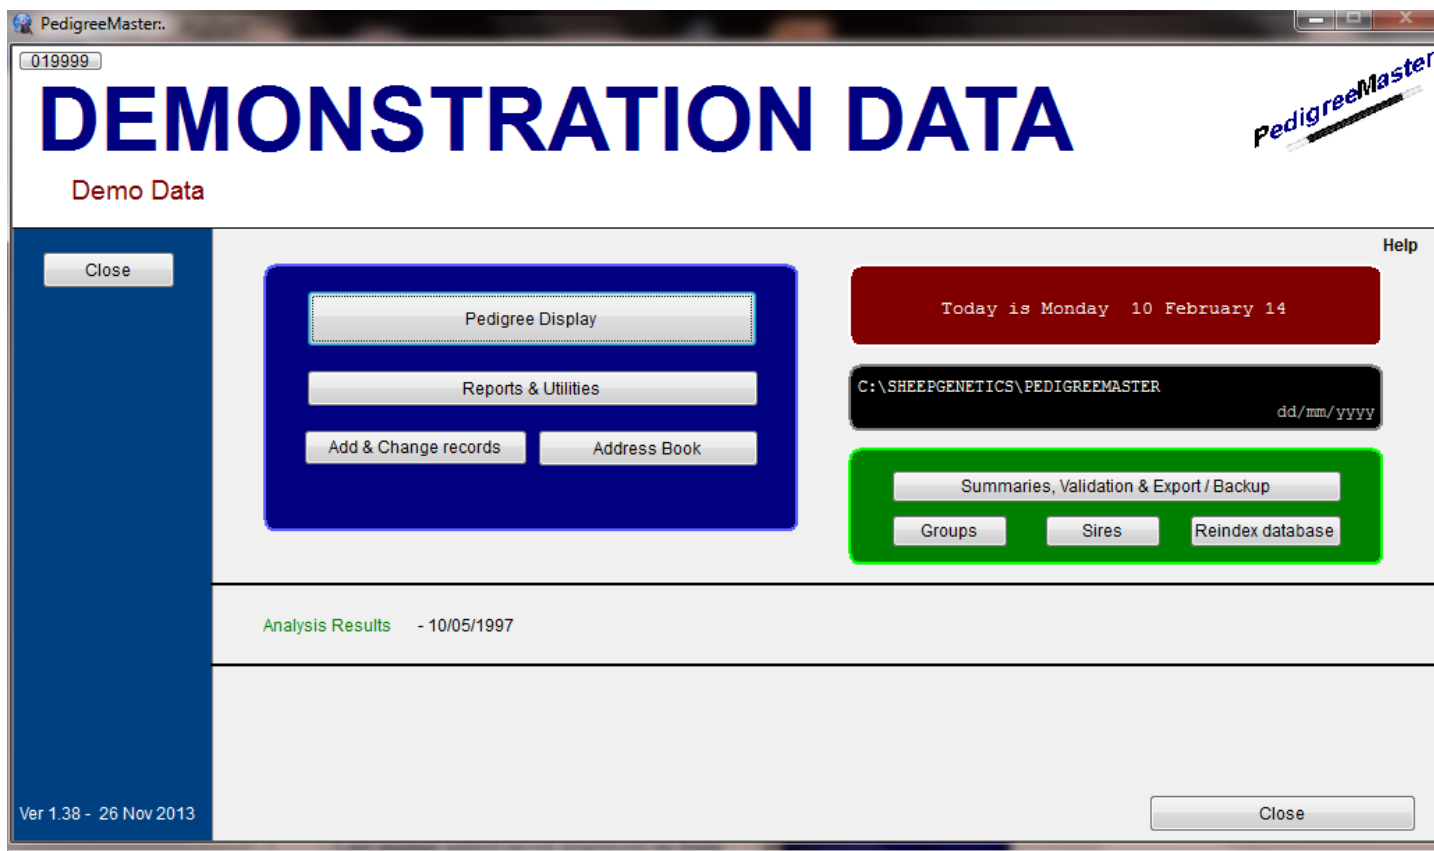 PedigreeMaster:.
019999
DEMONSTRATION DATA
PedigreeMaster
Demo Data
Help
Close
Pedigree Display
Today is Monday 10 February 14
Reports & Utilities
C:\SHEEPGENETICS\PEDIGREEMASTER
dd/mm/yyyy
Add & Change records
Address Book
Summaries, Validation & Export / Backup
Groups
Sires
Reindex database
Analysis Results - 10/05/1997
Ver 1.38 - 26 Nov 2013
Close